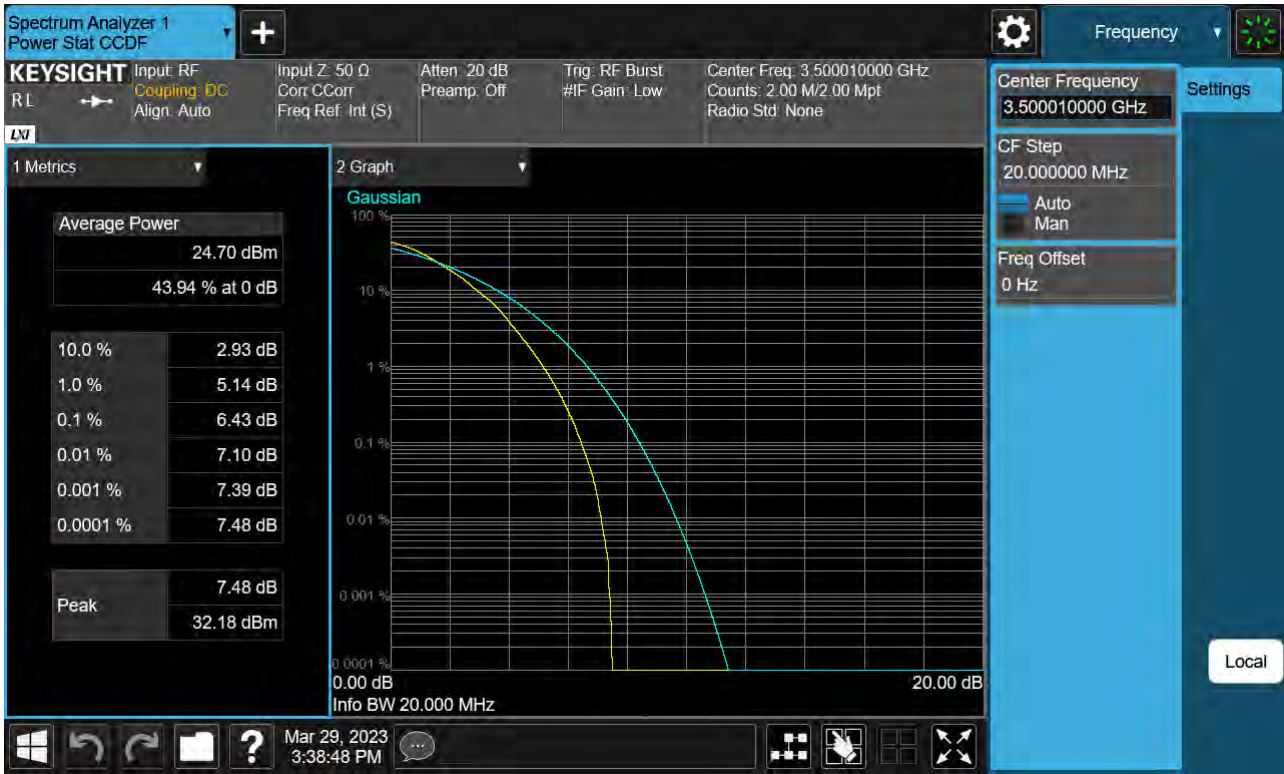 Spectrum Analyzer 1
Power Stat CCDF
Frequency
KEYSIGHT
R L
LXI
Input: RF
Coupling: DC
Align: Auto
Input Z: 50 Ω
Corr CCorr
Freq Ref: Int (S)
Atten: 20 dB
Preamp: Off
Trig: RF Burst
#IF Gain: Low
Center Freq: 3.500010000 GHz
Counts: 2.00 M/2.00 Mpt
Radio Std: None
Center Frequency
3.500010000 GHz
Settings
CF Step
20.000000 MHz
Auto
Man
Freq Offset
0 Hz
1 Metrics
Average Power
24.70 dBm
43.94 % at 0 dB
10.0 % 2.93 dB
1.0 % 5.14 dB
0.1 % 6.43 dB
0.01 % 7.10 dB
0.001 % 7.39 dB
0.0001 % 7.48 dB
Peak
7.48 dB
32.18 dBm
2 Graph
Gaussian
100 %
10 %
1 %
0.1 %
0.01 %
0.001 %
0.0001 %
0.00 dB 20.00 dB
Info BW 20.000 MHz
Local
?
Mar 29, 2023
3:38:48 PM